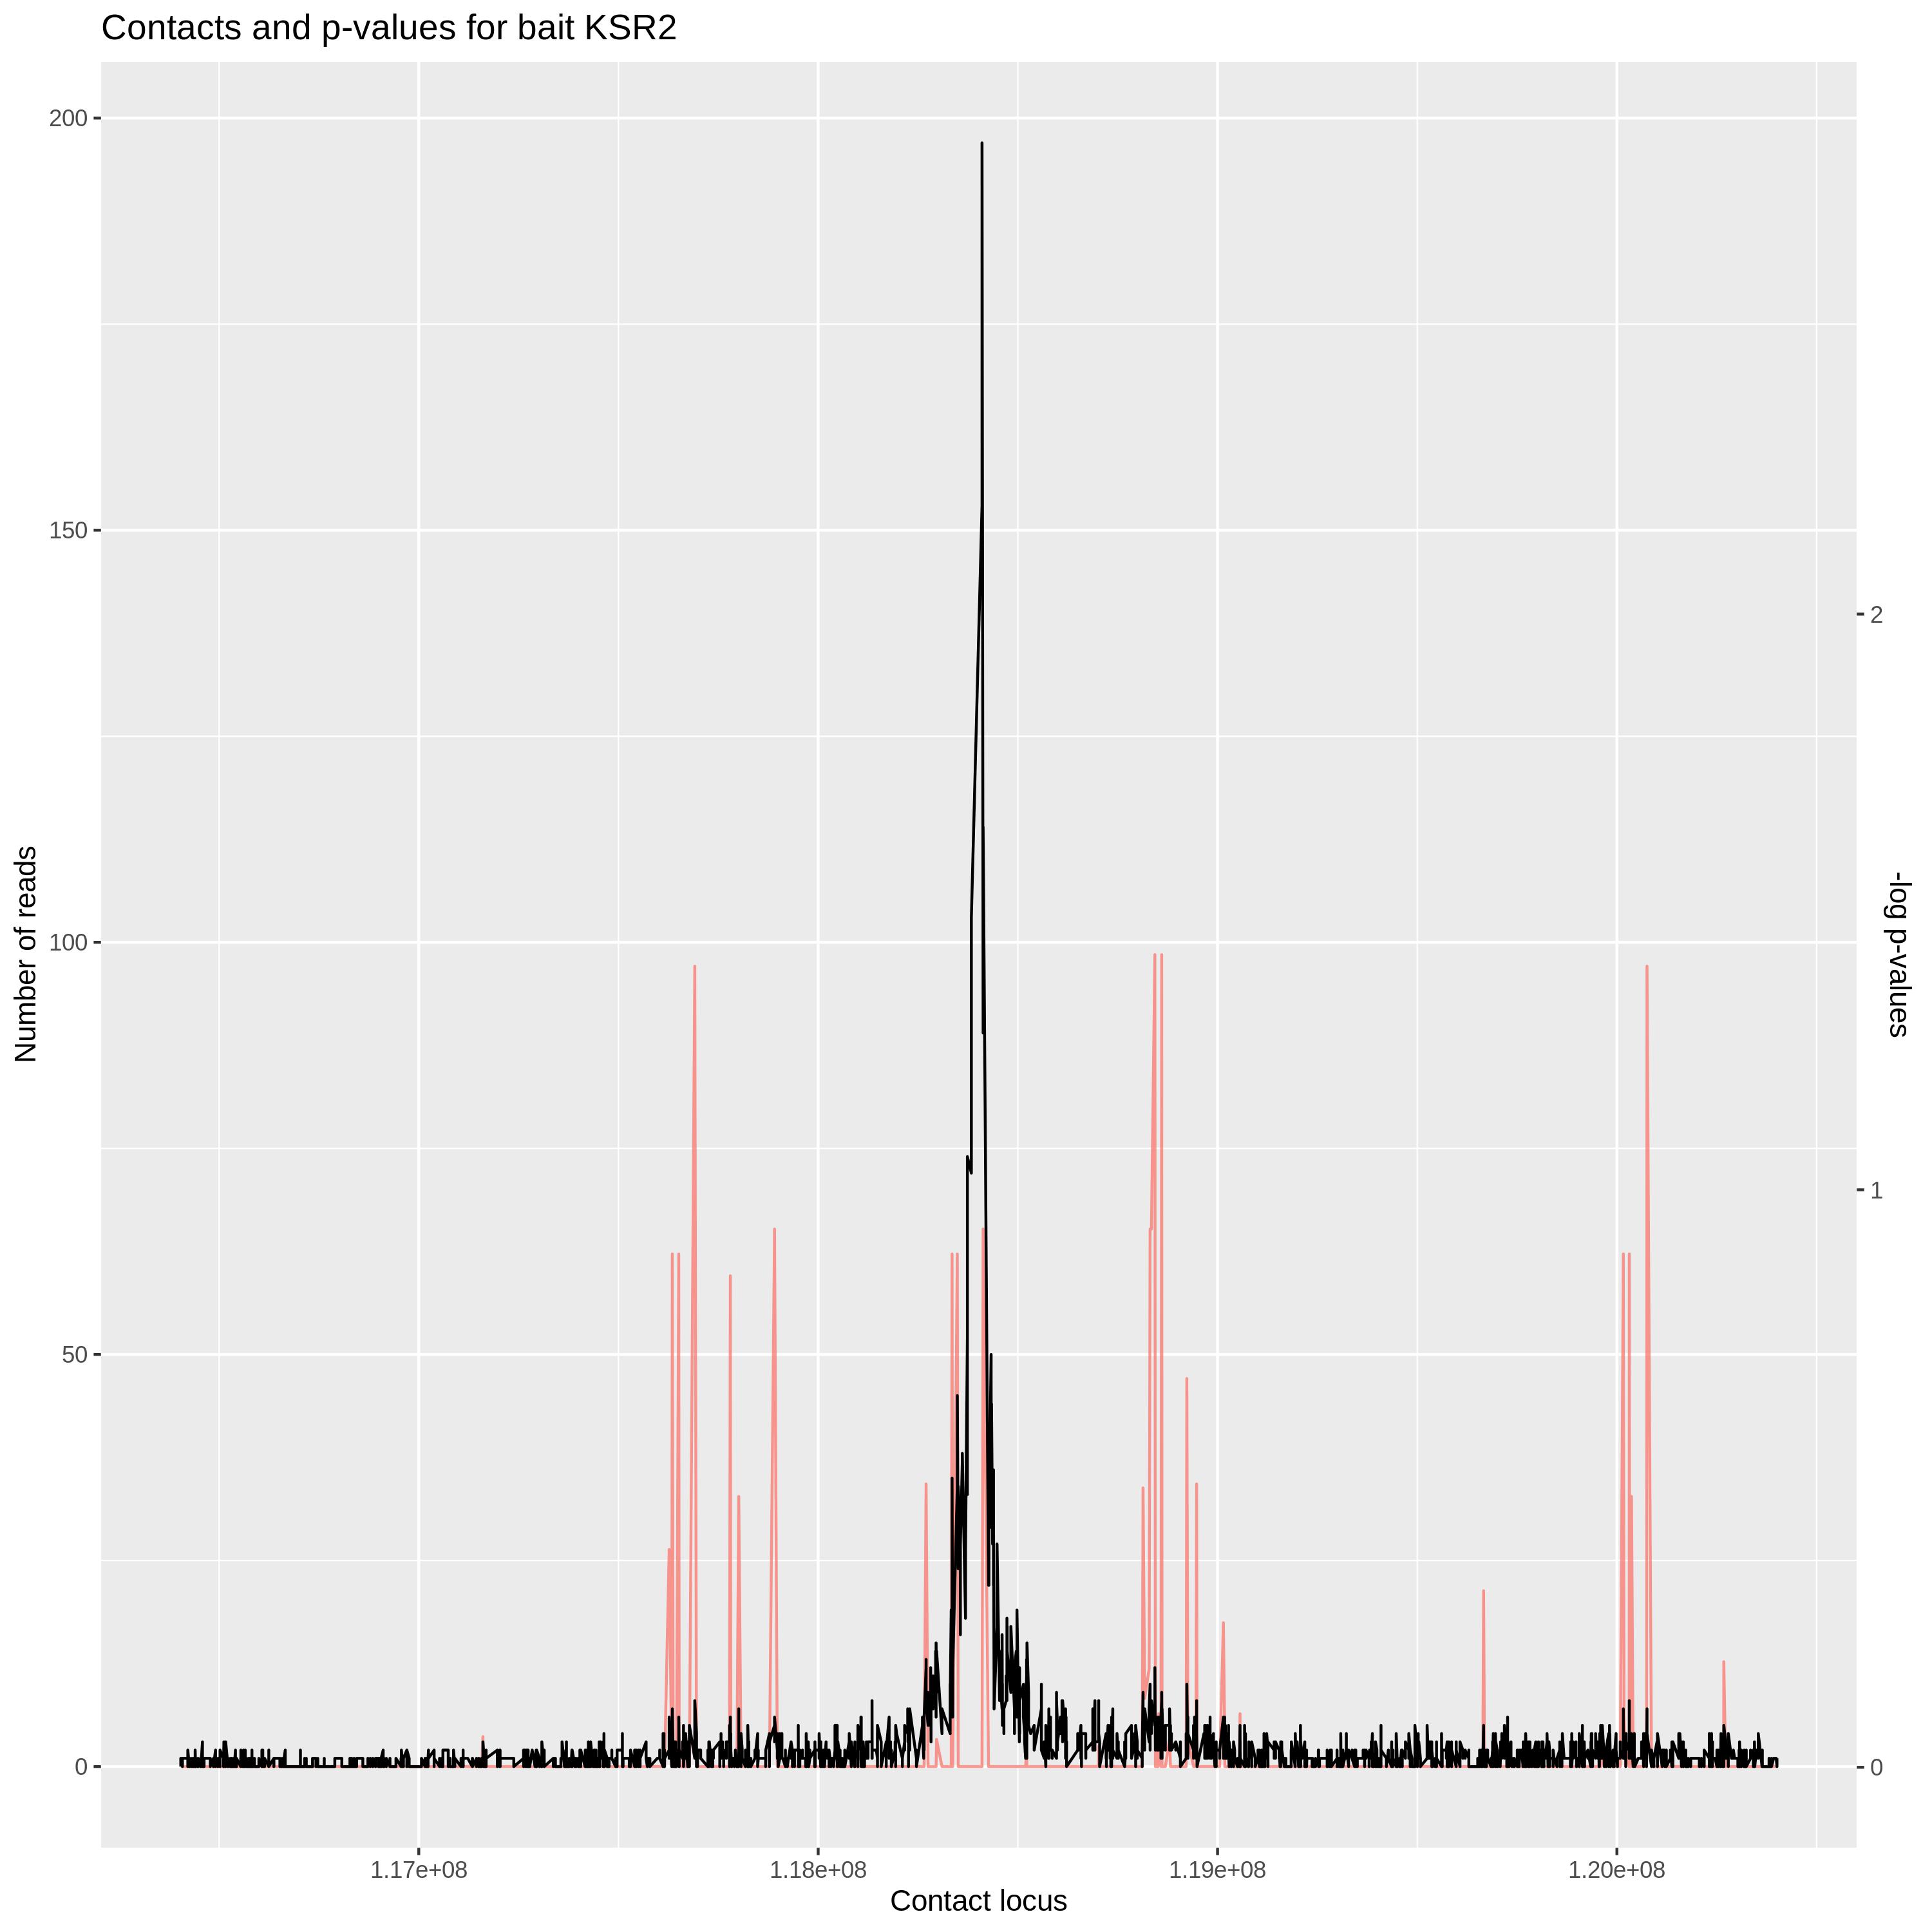 Contacts and p-values for bait KSR2
200
150
100
50
0
Number of reads
2
1
0
-log p-values
1.17e+08
1.18e+08
1.19e+08
1.20e+08
Contact locus